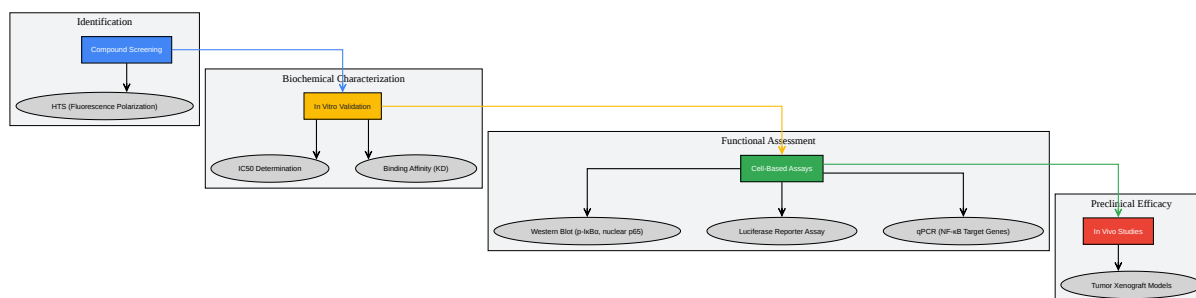 Identification
Compound Screening
HTS (Fluorescence Polarization)
Biochemical Characterization
In Vitro Validation
IC50 Determination
Binding Affinity (KD)
Functional Assessment
Cell-Based Assays
Western Blot (p-IκBα, nuclear p65)
Luciferase Reporter Assay
qPCR (NF-κB Target Genes)
Preclinical Efficacy
In Vivo Studies
Tumor Xenograft Models